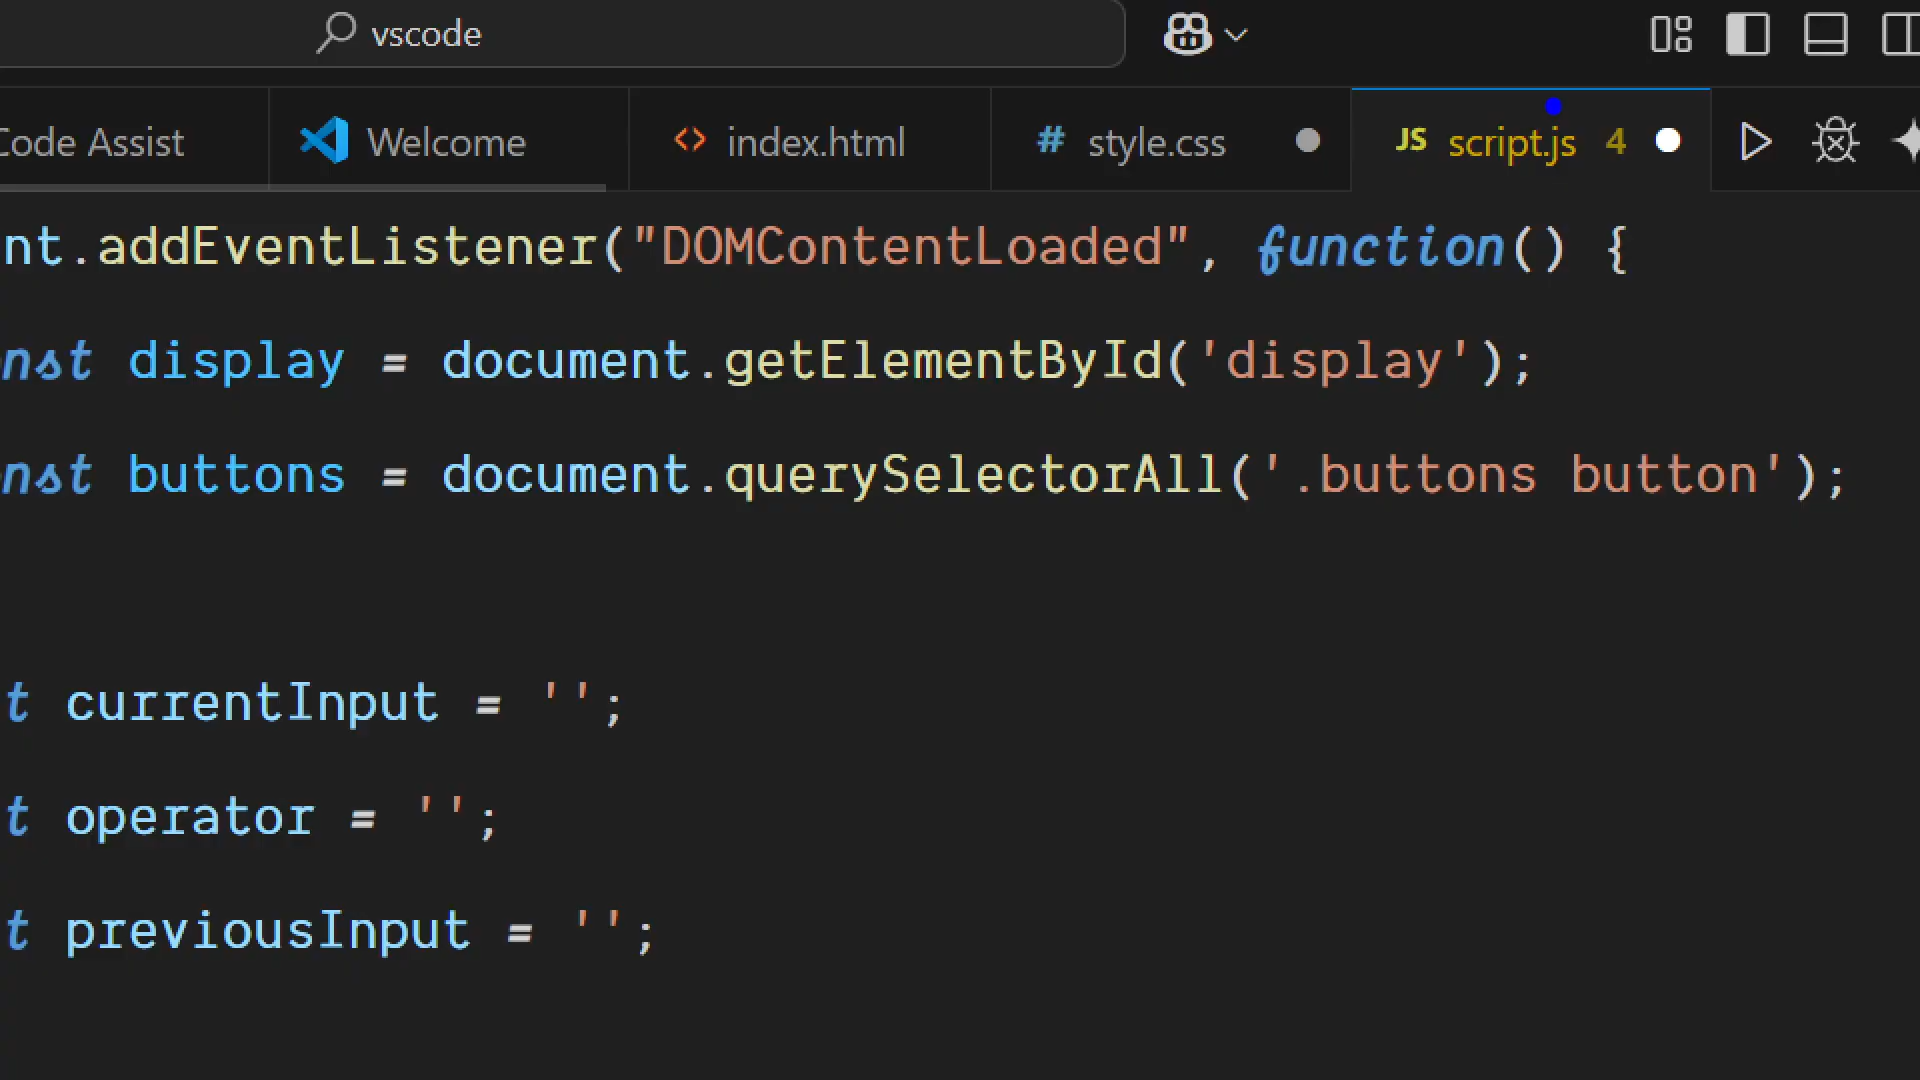 vscode
Code Assist
Welcome
<> index.html
# style.css
JS script.js 4
nt.addEventListener("DOMContentLoaded", function() {
nst display = document.getElementById('display');
nst buttons = document.querySelectorAll('.buttons button');
t currentInput = '';
t operator = '';
t previousInput = '';